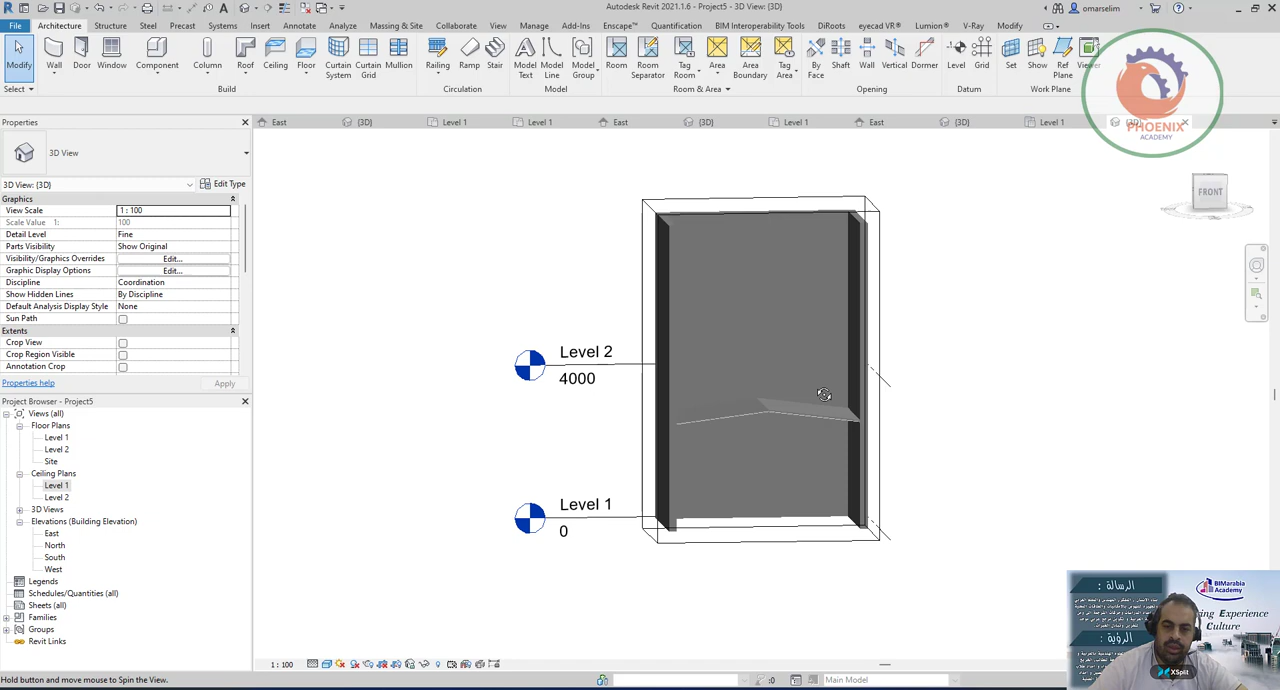 Autodesk Revit 2021.1.6 - Project5
omarselim
File Architecture Structure Steel Precast Systems Insert Annotate Analyze Massing & Site Collaborate View Manage Add-Ins Enscape™ Quantification BIM Interoperability Tools DiRoots eyecad VR® Lumion® V-Ray Modify
Modify Wall Door Window Component Column Roof Ceiling Floor Curtain System Curtain Grid Mullion Railing Ramp Stair Model Text Model Line Model Group Room Room Separator Tag Room Area Area Boundary Tag Area By Face Shaft Wall Vertical Dormer Level Grid Set Show Ref Plane Viewer
Select Build Circulation Model Room & Area Opening Datum Work Plane
PHOENIX
ACADEMY
Properties
East {3D} Level 1 Level 1 East {3D} Level 1 East {3D} Level 1
3D View
3D View: {3D} Edit Type
Graphics
View Scale 1 : 100
Scale Value 1: 100
Detail Level Fine
Parts Visibility Show Original
Visibility/Graphics Overrides Edit...
Graphic Display Options Edit...
Discipline Coordination
Show Hidden Lines By Discipline
Default Analysis Display Style None
Sun Path
Extents
Crop View
Crop Region Visible
Annotation Crop
Properties help Apply
Project Browser - Project5
Views (all)
Floor Plans
Level 1
Level 2
Site
Ceiling Plans
Level 1
Level 2
3D Views
Elevations (Building Elevation)
East
North
South
West
Legends
Schedules/Quantities (all)
Sheets (all)
Families
Groups
Revit Links
FRONT
Level 2
4000
Level 1
0
الرسالة :
BIMarabia
Academy
Experience
Culture
الرؤية :
XSplit
1 : 100
Hold button and move mouse to Spin the View.
:0
Main Model